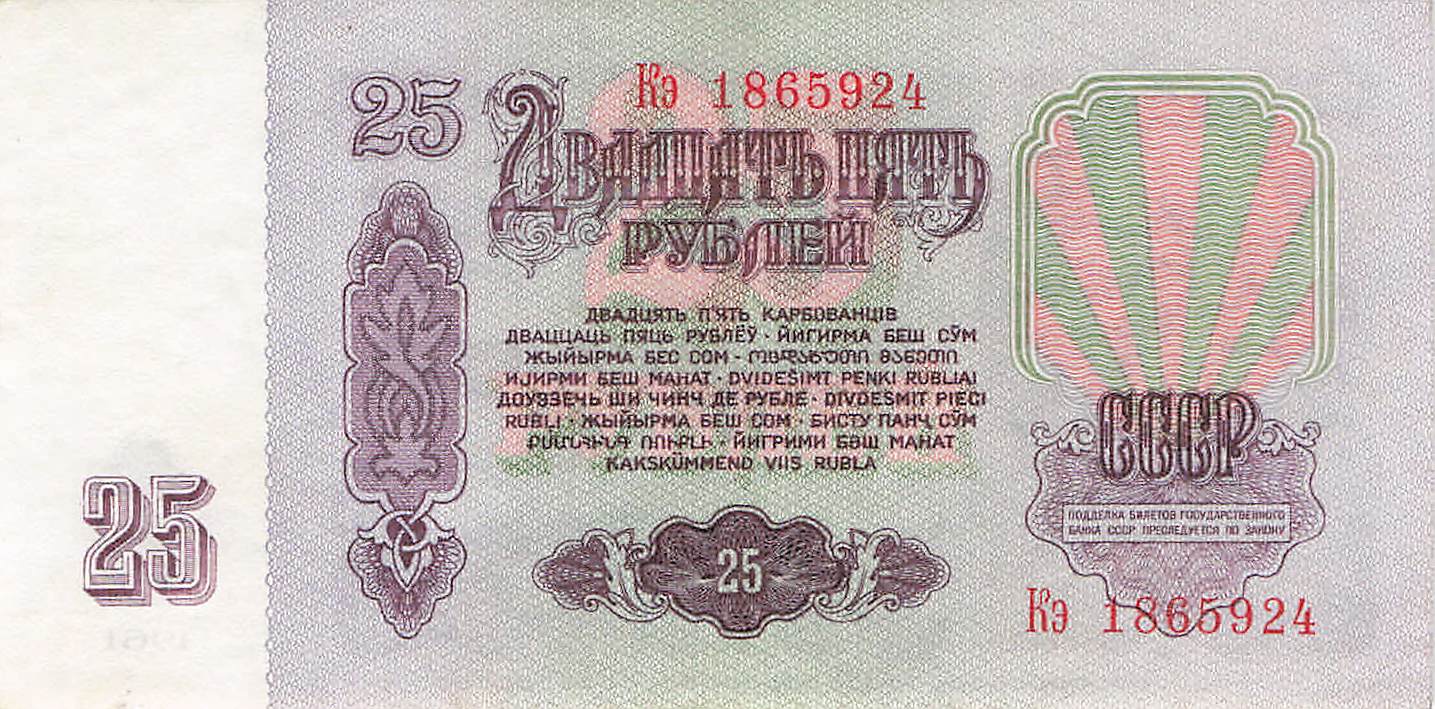 Кэ 1865924
25
ДВАДЦАТЬ ПЯТЬ
РУБЛЕЙ
ДВАДЦЯТЬ П'ЯТЬ КАРБОВАНЦІВ
ДВАЦЦАЦЬ ПЯЦЬ РУБЛЁЎ · ЙИГИРМА БЕШ СЎМ
ЖЫЙЫРМА БЕС СОМ · ᲝᲪᲓᲐᲮᲣᲗᲘ ᲛᲐᲜᲔᲗᲘ
ИЈИРМИ БЕШ МАНАТ · DVIDEŠIMT PENKI RUBLIAI
ДОУЭЗЕЧЬ ШИ ЧИНЧ ДЕ РУБЛЕ · DIVDESMIT PIECI
RUBĻI · ЖЫЙЫРМА БЕШ СОМ · БИСТУ ПАНҶ СЎМ
ՔՍԱՆՀԻՆԳ ՌՈՒԲԼԻ · ЙИГРИМИ БӘШ МАНАТ
KAKSKÜMMEND VIIS RUBLA
25
25
СССР
ПОДДЕЛКА БИЛЕТОВ ГОСУДАРСТВЕННОГО
БАНКА СССР ПРЕСЛЕДУЕТСЯ ПО ЗАКОНУ
Кэ 1865924